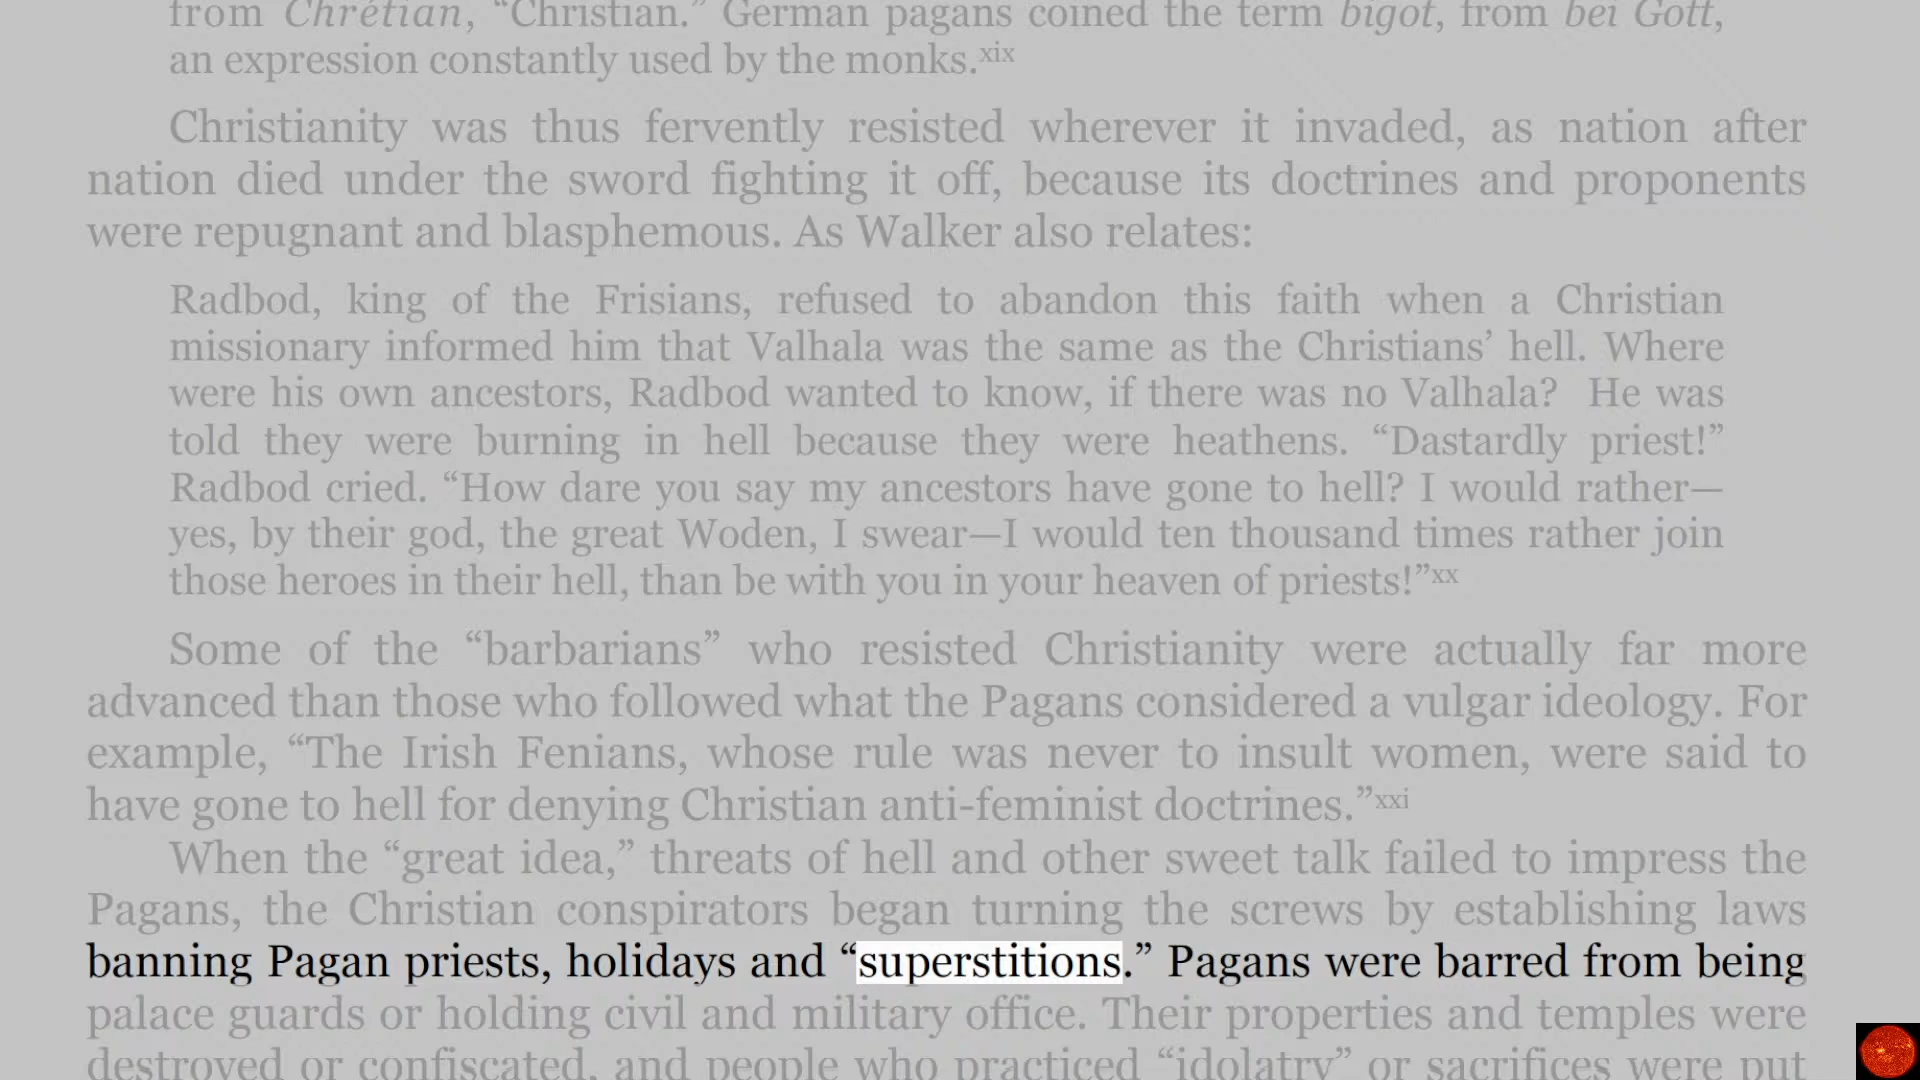 from Chrétian, “Christian.” German pagans coined the term bigot, from bei Gott,
an expression constantly used by the monks.xix
Christianity was thus fervently resisted wherever it invaded, as nation after
nation died under the sword fighting it off, because its doctrines and proponents
were repugnant and blasphemous. As Walker also relates:
Radbod, king of the Frisians, refused to abandon this faith when a Christian
missionary informed him that Valhala was the same as the Christians’ hell. Where
were his own ancestors, Radbod wanted to know, if there was no Valhala? He was
told they were burning in hell because they were heathens. “Dastardly priest!”
Radbod cried. “How dare you say my ancestors have gone to hell? I would rather—
yes, by their god, the great Woden, I swear—I would ten thousand times rather join
those heroes in their hell, than be with you in your heaven of priests!”xx
Some of the “barbarians” who resisted Christianity were actually far more
advanced than those who followed what the Pagans considered a vulgar ideology. For
example, “The Irish Fenians, whose rule was never to insult women, were said to
have gone to hell for denying Christian anti-feminist doctrines.”xxi
When the “great idea,” threats of hell and other sweet talk failed to impress the
Pagans, the Christian conspirators began turning the screws by establishing laws
banning Pagan priests, holidays and “superstitions.” Pagans were barred from being
palace guards or holding civil and military office. Their properties and temples were
destroyed or confiscated, and people who practiced “idolatry” or sacrifices were put